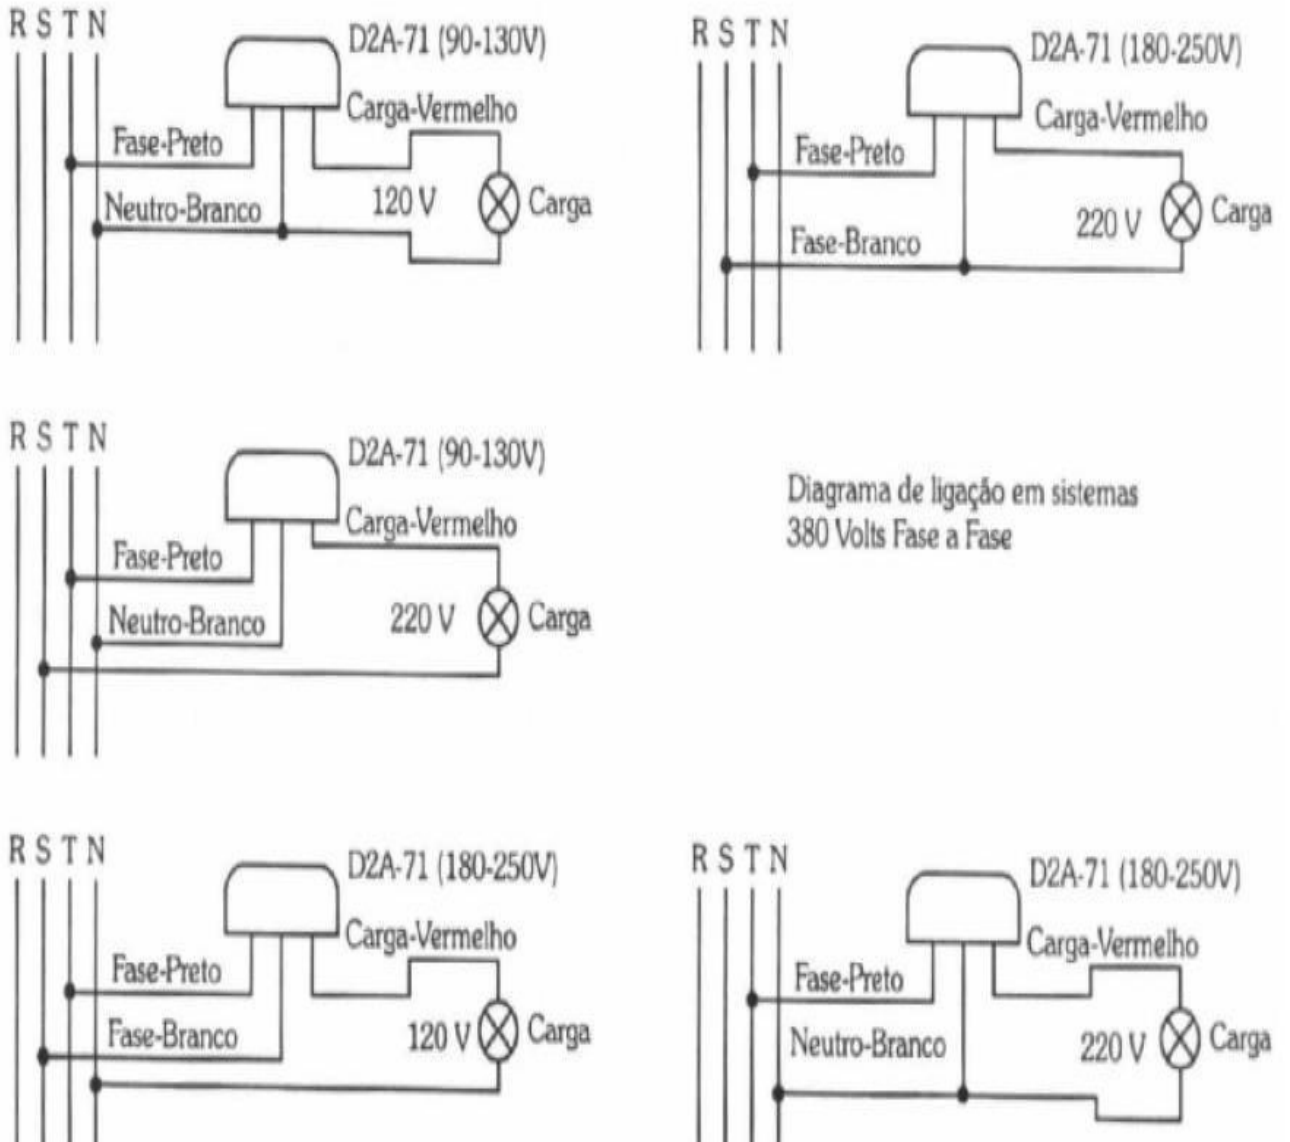 R S T N
D2A-71 (90-130V)
Carga-Vermelho
Fase-Preto
Neutro-Branco
120 V
Carga
R S T N
D2A-71 (180-250V)
Carga-Vermelho
Fase-Preto
Fase-Branco
220 V
Carga
R S T N
D2A-71 (90-130V)
Carga-Vermelho
Fase-Preto
Neutro-Branco
220 V
Carga
Diagrama de ligação em sistemas
380 Volts Fase a Fase
R S T N
D2A-71 (180-250V)
Carga-Vermelho
Fase-Preto
Fase-Branco
120 V
Carga
R S T N
D2A-71 (180-250V)
Carga-Vermelho
Fase-Preto
Neutro-Branco
220 V
Carga